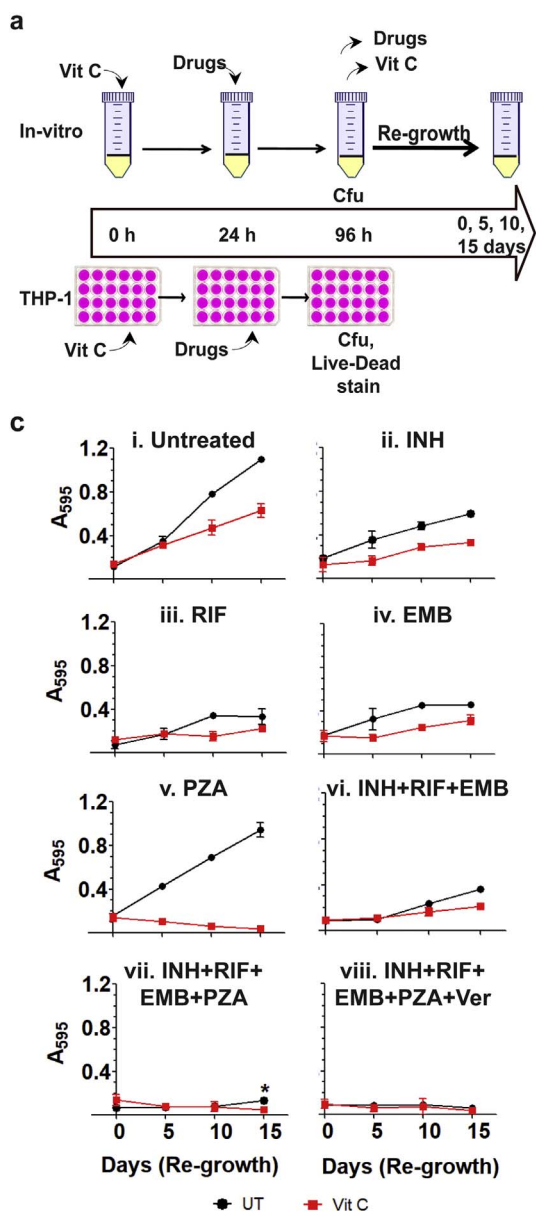 a
Vit C
Drugs
Drugs
Vit C
In-vitro
Re-growth
Cfu
0 h
24 h
96 h
0, 5, 10,
15 days
THP-1
Vit C
Drugs
Cfu,
Live-Dead
stain
c
i. Untreated
ii. INH
1.2
0.8
0.4
A595
iii. RIF
iv. EMB
1.2
0.8
0.4
A595
v. PZA
vi. INH+RIF+EMB
1.2
0.8
0.4
A595
vii. INH+RIF+
EMB+PZA
viii. INH+RIF+
EMB+PZA+Ver
1.2
0.8
0.4
A595
*
0 5 10 15
0 5 10 15
Days (Re-growth)
Days (Re-growth)
UT
Vit C